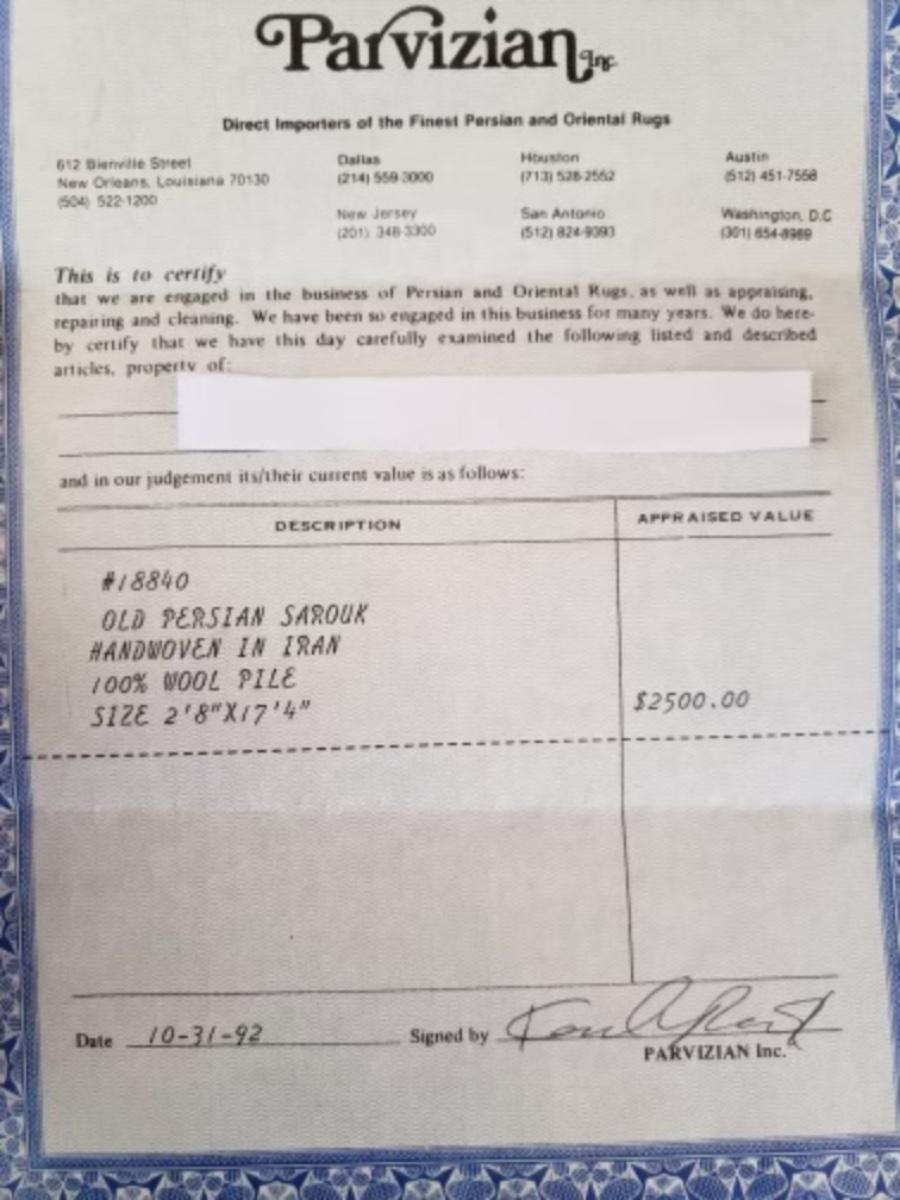 Parvizian Inc.
Direct Importers of the Finest Persian and Oriental Rugs
612 Bienville Street
New Orleans, Louisiana 70130
(504) 522-1200
Dallas
(214) 559-3000
Houston
(713) 528-2552
Austin
(512) 451-7558
New Jersey
(201) 348-3300
San Antonio
(512) 824-9393
Washington, D.C
(301) 654-8989
This is to certify
that we are engaged in the business of Persian and Oriental Rugs, as well as appraising,
repairing and cleaning. We have been so engaged in this business for many years. We do here-
by certify that we have this day carefully examined the following listed and described
articles, property of:
and in our judgement its/their current value is as follows:
DESCRIPTION
APPRAISED VALUE
#18840
OLD PERSIAN SAROUK
HANDWOVEN IN IRAN
100% WOOL PILE
SIZE 2'8"X17'4"
$2500.00
Date 10-31-92
Signed by
PARVIZIAN Inc.